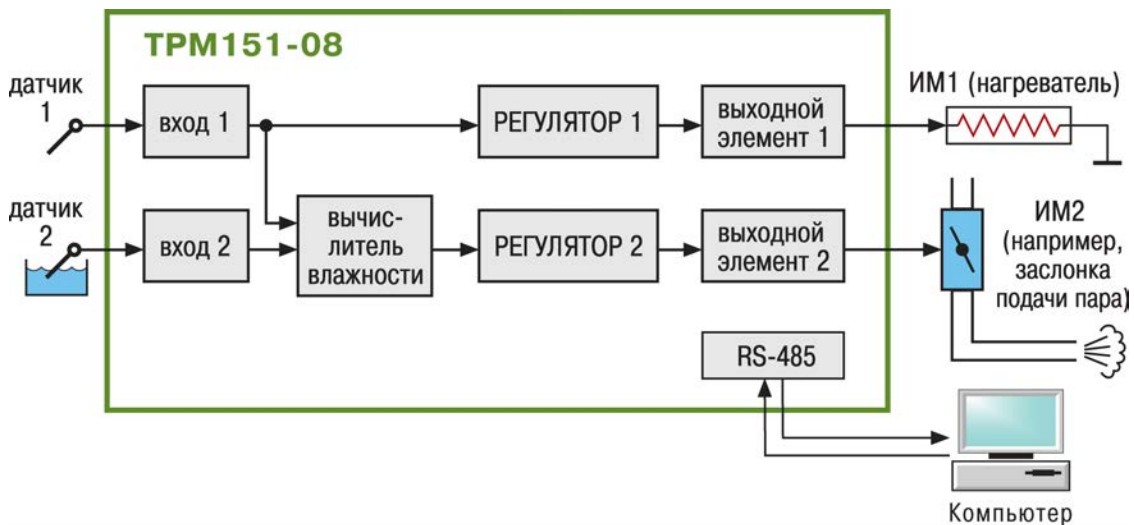 ТРМ151-08
датчик
1
вход 1
РЕГУЛЯТОР 1
выходной
элемент 1
ИМ1 (нагреватель)
датчик
2
вход 2
вычис-
литель
влажности
РЕГУЛЯТОР 2
выходной
элемент 2
ИМ2
(например,
заслонка
подачи пара)
RS-485
Компьютер